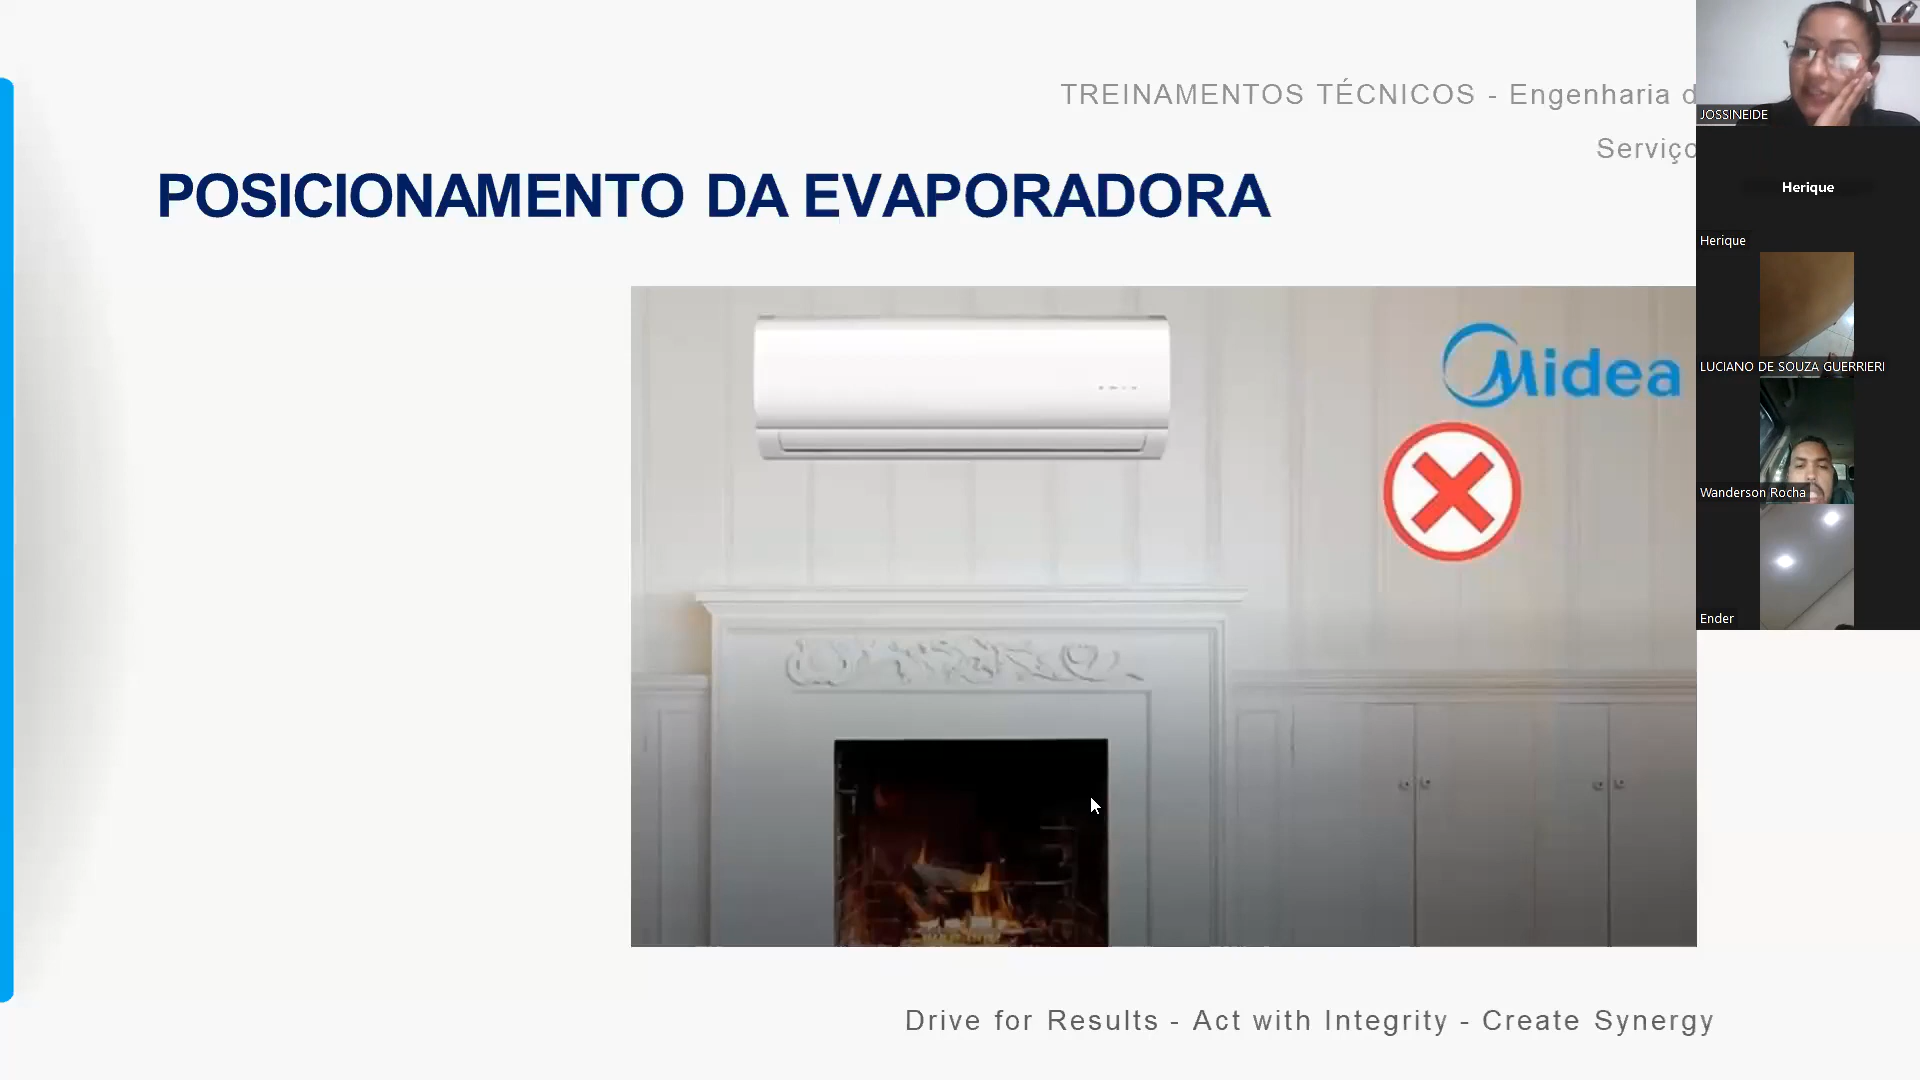 TREINAMENTOS TÉCNICOS - Engenharia d
Serviço
POSICIONAMENTO DA EVAPORADORA
Midea
Drive for Results - Act with Integrity - Create Synergy
JOSSINEIDE
Herique
Herique
LUCIANO DE SOUZA GUERRIERI
Wanderson Rocha
Ender